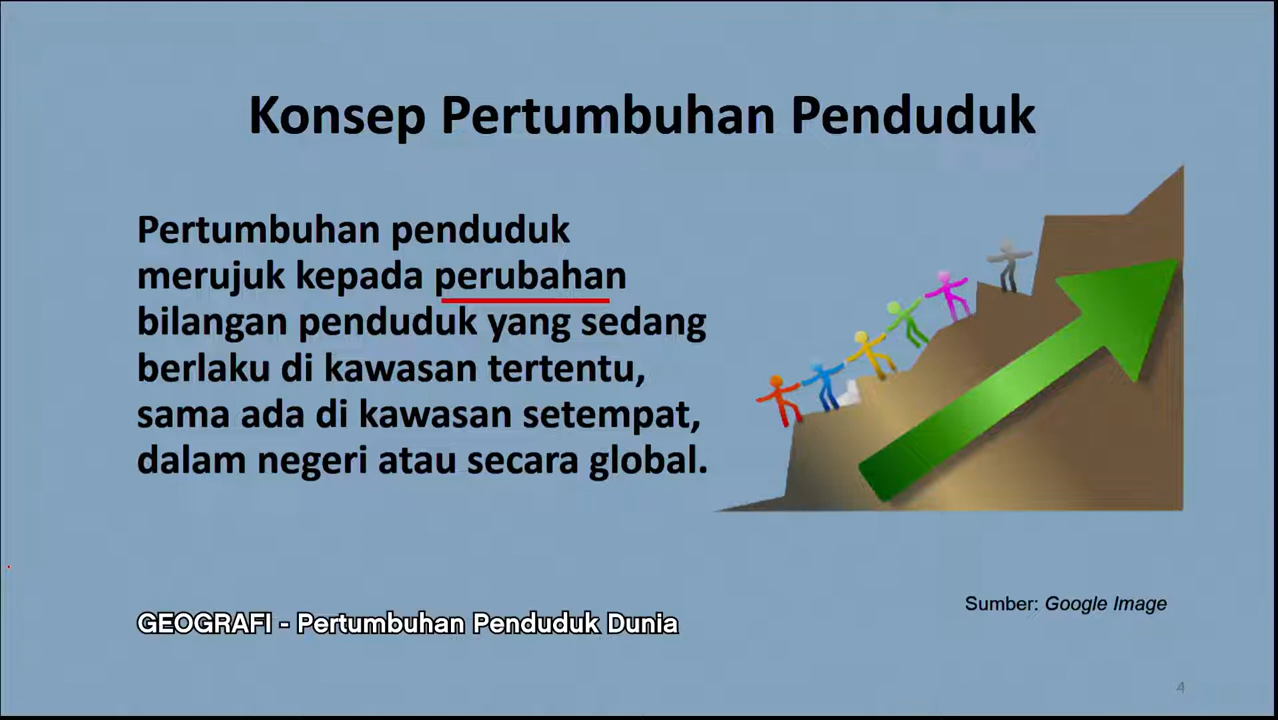 Konsep Pertumbuhan Penduduk
Pertumbuhan penduduk
merujuk kepada perubahan
bilangan penduduk yang sedang
berlaku di kawasan tertentu,
sama ada di kawasan setempat,
dalam negeri atau secara global.
Sumber: Google Image
GEOGRAFI - Pertumbuhan Penduduk Dunia
4